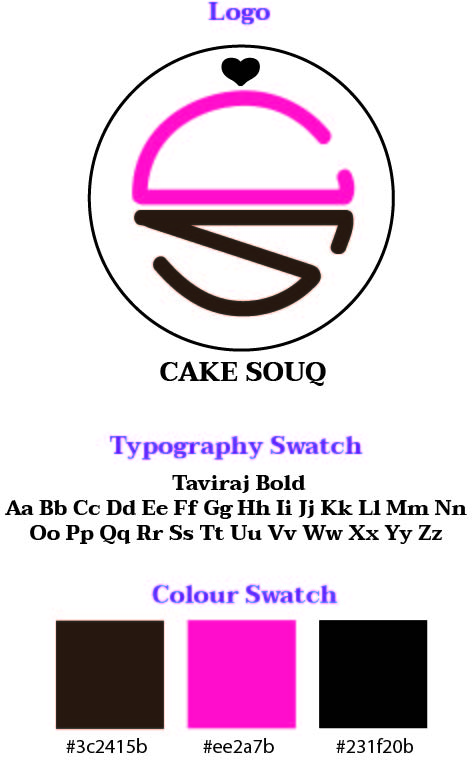 Logo
CAKE SOUQ
Typography Swatch
Taviraj Bold
Aa Bb Cc Dd Ee Ff Gg Hh Ii Jj Kk Ll Mm Nn
Oo Pp Qq Rr Ss Tt Uu Vv Ww Xx Yy Zz
Colour Swatch
#3c2415b #ee2a7b #231f20b